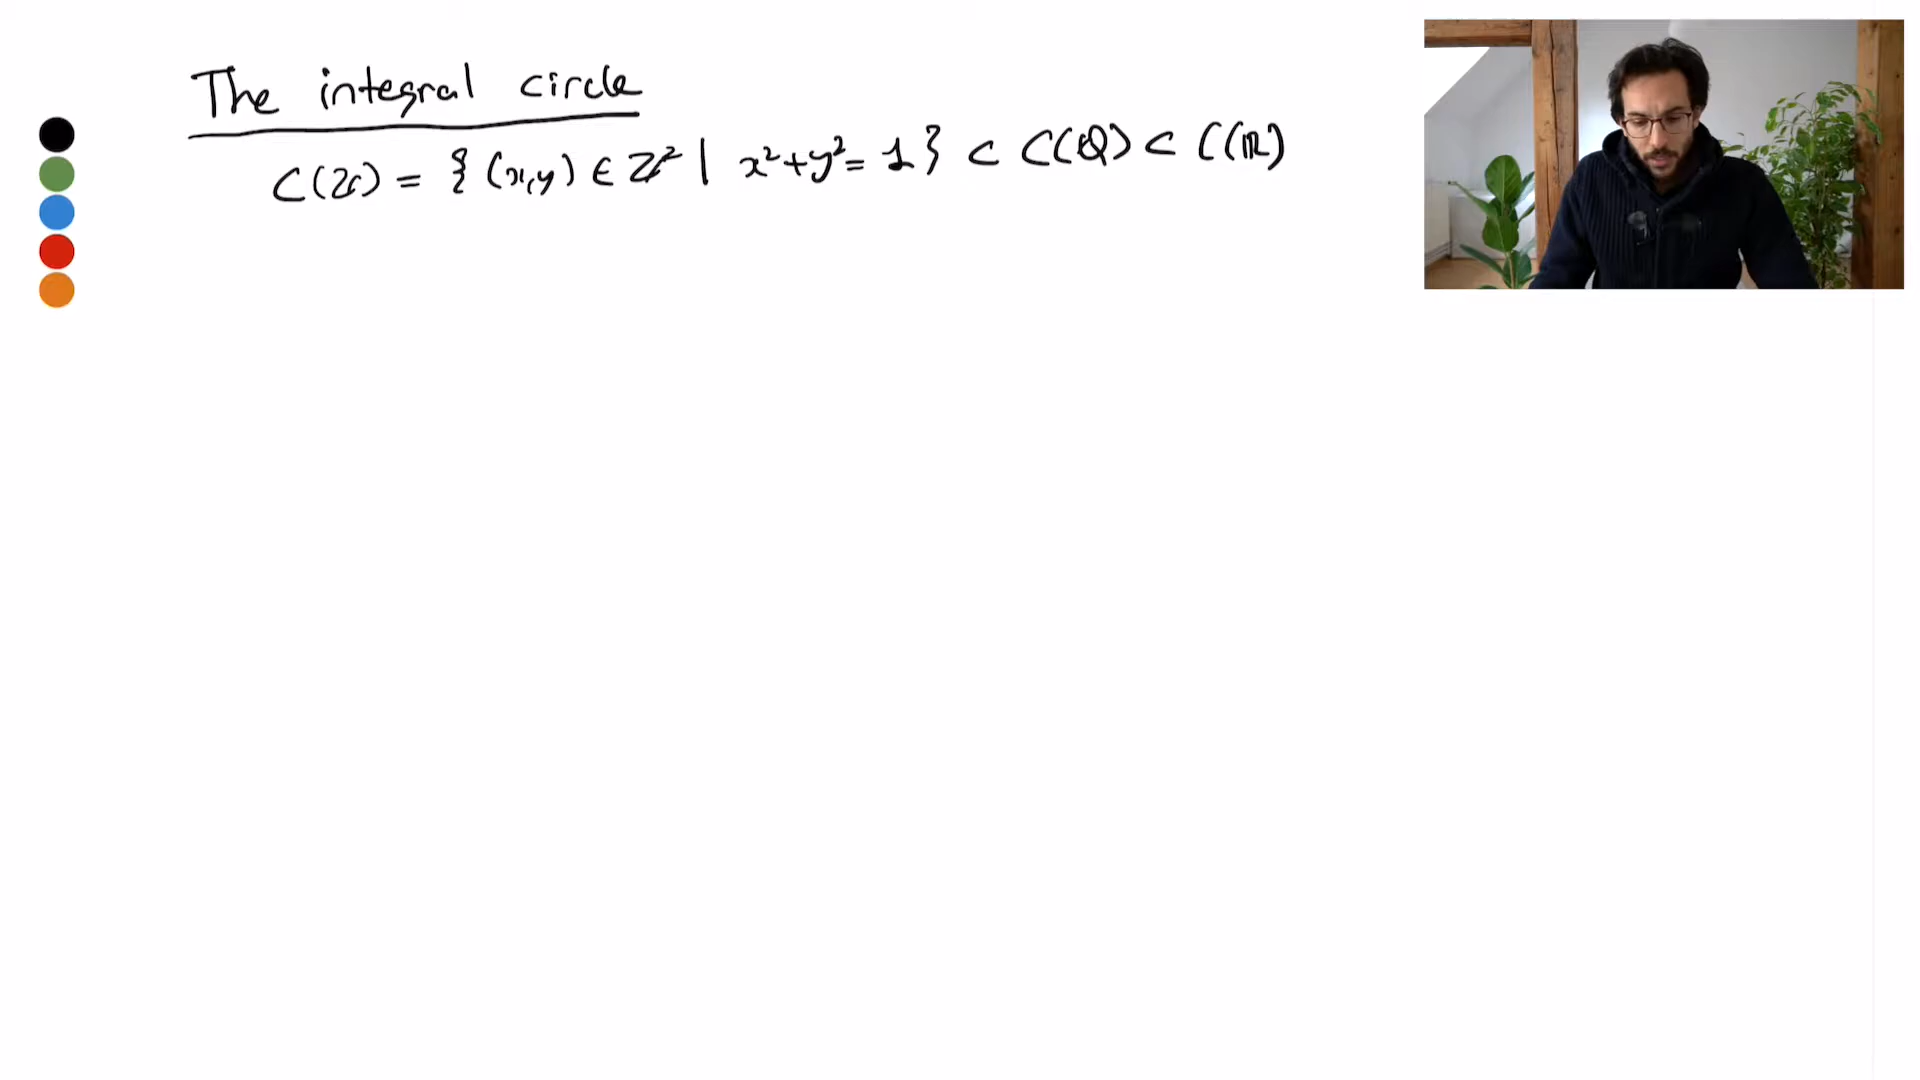 The integral circle
C(ℤ) = { (x,y) ∈ ℤ² | x²+y²= 1 } ⊂ C(ℚ) ⊂ C(ℝ)